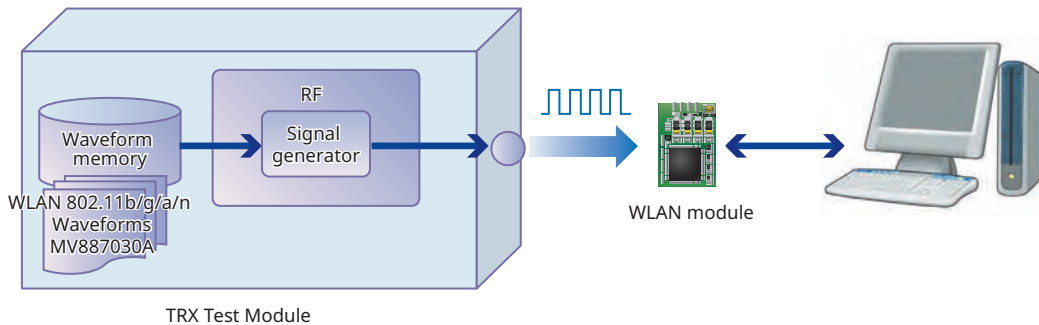 RF
Waveform
memory
Signal
generator
WLAN 802.11b/g/a/n
Waveforms
MV887030A
WLAN module
TRX Test Module